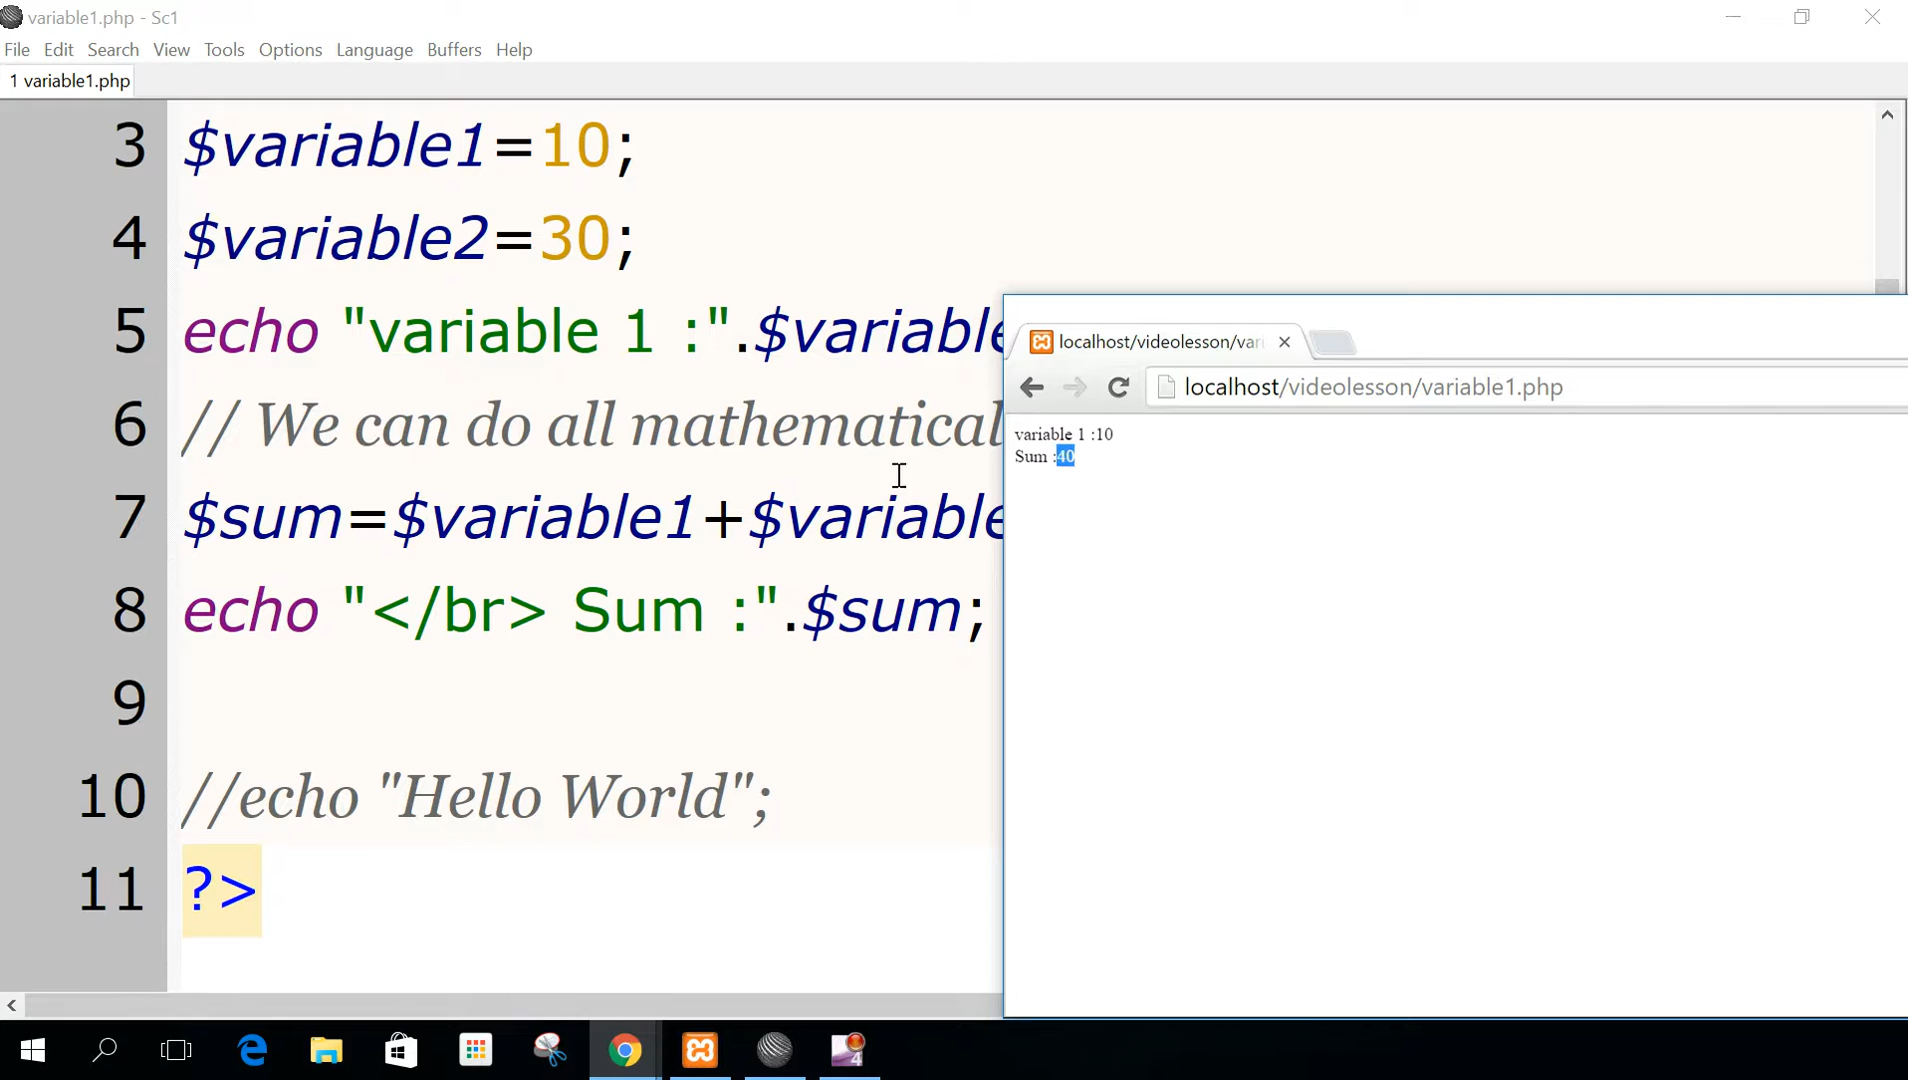 variable1.php - Sc1
File Edit Search View Tools Options Language Buffers Help
1 variable1.php
3 $variable1=10;
4 $variable2=30;
5 echo "variable 1 :".$variable
6 // We can do all mathematical
7 $sum=$variable1+$variable
8 echo "</br> Sum :".$sum;
9
10 //echo "Hello World";
11 ?>
localhost/videolesson/vari
localhost/videolesson/variable1.php
variable 1 :10
Sum :40
4